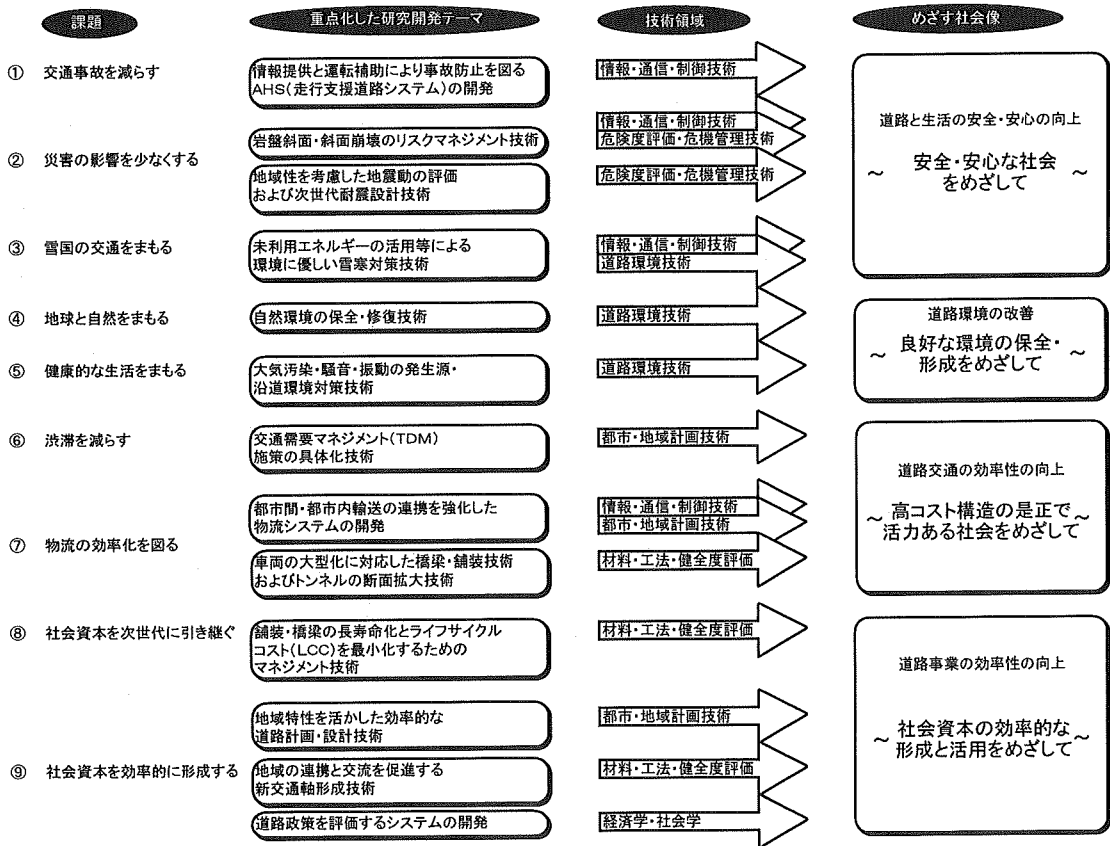 課題
重点化した研究開発テーマ
技術領域
めざす社会像
① 交通事故を減らす
情報提供と運転補助により事故防止を図る
AHS(走行支援道路システム)の開発
情報・通信・制御技術
② 災害の影響を少なくする
岩盤斜面・斜面崩壊のリスクマネジメント技術
情報・通信・制御技術
危険度評価・危機管理技術
地域性を考慮した地震動の評価
および次世代耐震設計技術
危険度評価・危機管理技術
③ 雪国の交通をまもる
未利用エネルギーの活用等による
環境に優しい雪寒対策技術
情報・通信・制御技術
道路環境技術
道路と生活の安全・安心の向上
~ 安全・安心な社会
をめざして ~
④ 地球と自然をまもる
自然環境の保全・修復技術
道路環境技術
⑤ 健康的な生活をまもる
大気汚染・騒音・振動の発生源・
沿道環境対策技術
道路環境技術
道路環境の改善
~ 良好な環境の保全・
形成をめざして ~
⑥ 渋滞を減らす
交通需要マネジメント(TDM)
施策の具体化技術
都市・地域計画技術
⑦ 物流の効率化を図る
都市間・都市内輸送の連携を強化した
物流システムの開発
情報・通信・制御技術
都市・地域計画技術
車両の大型化に対応した橋梁・舗装技術
およびトンネルの断面拡大技術
材料・工法・健全度評価
道路交通の効率性の向上
~ 高コスト構造の是正で
活力ある社会をめざして ~
⑧ 社会資本を次世代に引き継ぐ
舗装・橋梁の長寿命化とライフサイクル
コスト(LCC)を最小化するための
マネジメント技術
材料・工法・健全度評価
⑨ 社会資本を効率的に形成する
地域特性を活かした効率的な
道路計画・設計技術
都市・地域計画技術
地域の連携と交流を促進する
新交通軸形成技術
材料・工法・健全度評価
道路政策を評価するシステムの開発
経済学・社会学
道路事業の効率性の向上
~ 社会資本の効率的な
形成と活用をめざして ~